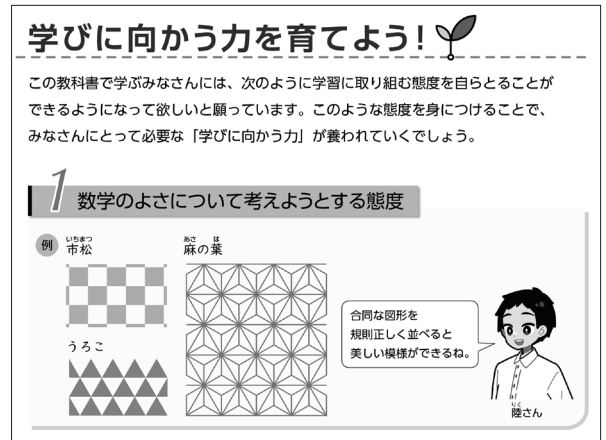 学びに向かう力を育てよう!
この教科書で学ぶみなさんには、次のように学習に取り組む態度を自らとることが
できるようになって欲しいと願っています。このような態度を身につけることで、
みなさんにとって必要な「学びに向かう力」が養われていくでしょう。
1 数学のよさについて考えようとする態度
例
いちまつ
市松
あさ は
麻の葉
うろこ
合同な図形を
規則正しく並べると
美しい模様ができるね。
りく
陸さん